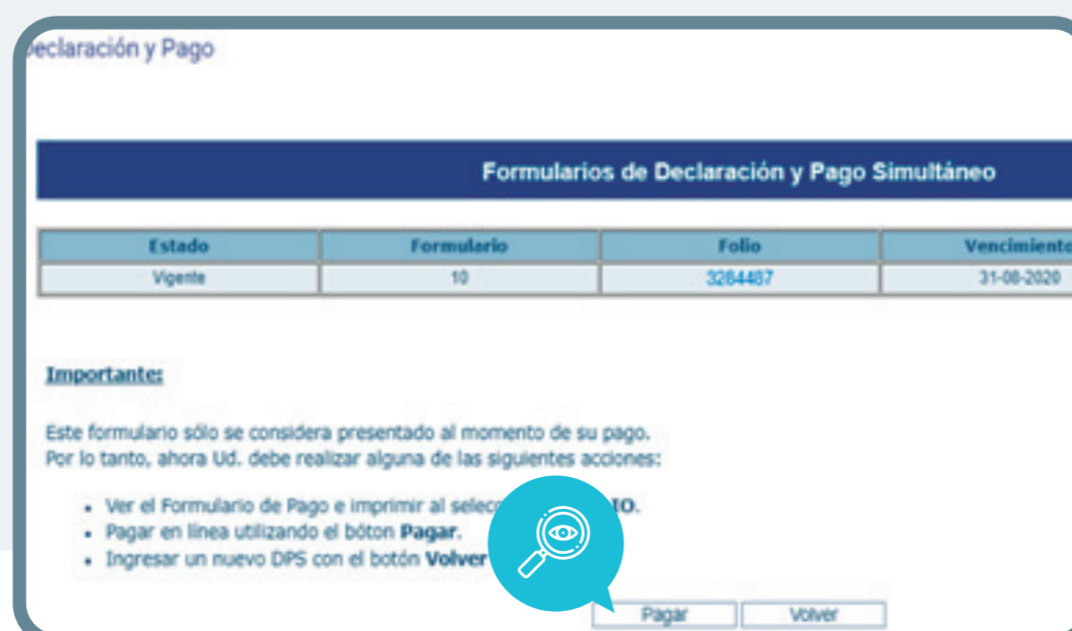 eclaración y Pago
Formularios de Declaración y Pago Simultáneo
Estado Formulario Folio Vencimiento
Vigente 10 3264487 31-08-2020
Importante:
Este formulario sólo se considera presentado al momento de su pago.
Por lo tanto, ahora Ud. debe realizar alguna de las siguientes acciones:
• Ver el Formulario de Pago e imprimir al selecc IO.
• Pagar en línea utilizando el bóton Pagar.
• Ingresar un nuevo DPS con el botón Volver
Pagar Volver